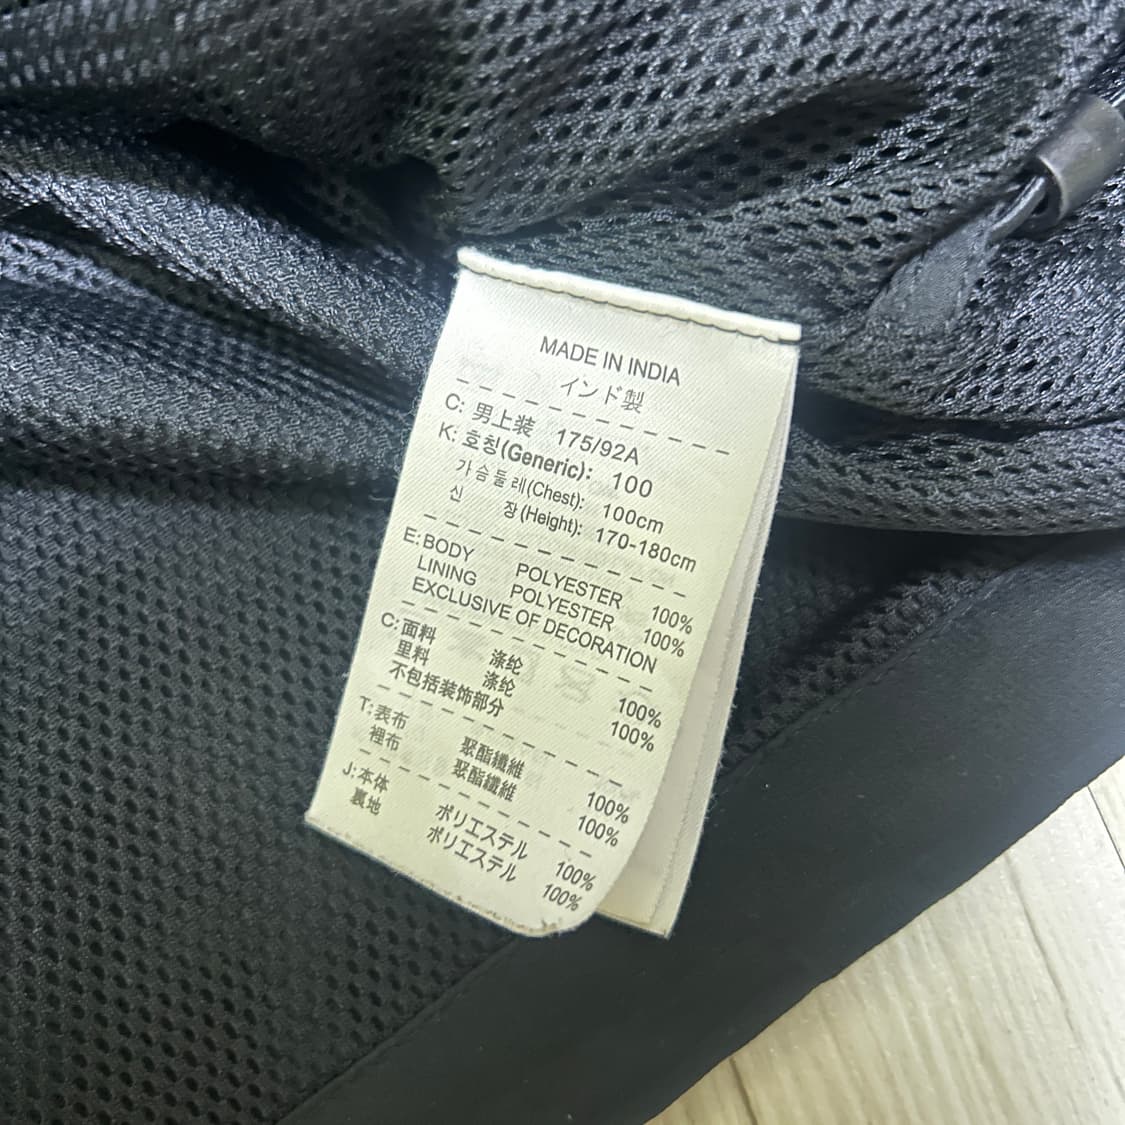 MADE IN INDIA
インド製
C: 男上装 175/92A
K: 호칭(Generic): 100
가슴둘레(Chest): 100cm
신 장(Height): 170-180cm
E: BODY POLYESTER 100%
LINING POLYESTER 100%
EXCLUSIVE OF DECORATION
C: 面料 涤纶 100%
里料 涤纶 100%
不包括装饰部分
T: 表布 聚酯纖維 100%
裡布 聚酯纖維 100%
J: 本体 ポリエステル 100%
裏地 ポリエステル 100%